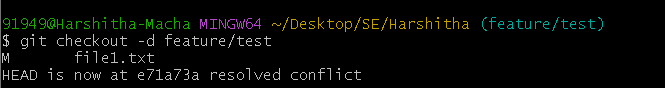 91949@Harshitha-Macha MINGW64 ~/Desktop/SE/Harshitha (feature/test)
$ git checkout -d feature/test
M       file1.txt
HEAD is now at e71a73a resolved conflict